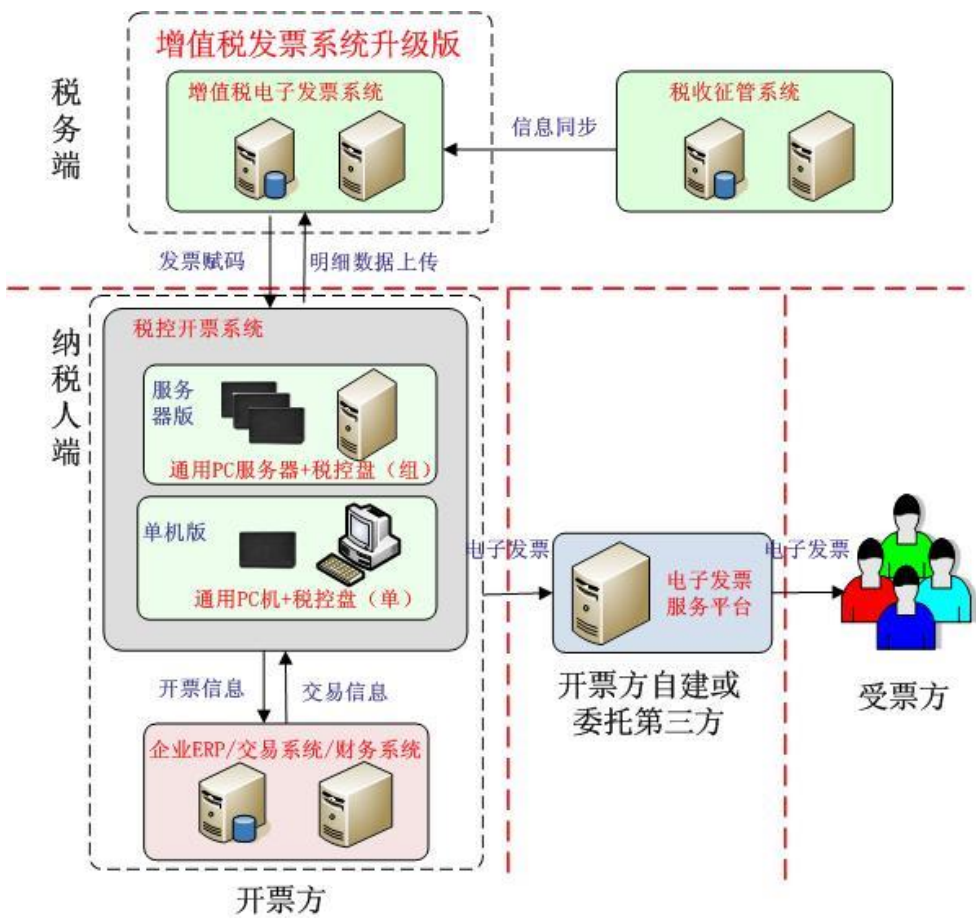 增值税发票系统升级版
税务端
增值税电子发票系统
税收征管系统
信息同步
发票赋码
明细数据上传
纳税人端
税控开票系统
服务
器版
通用PC服务器+税控盘（组）
单机版
通用PC机+税控盘（单）
电子发票
电子发票
服务平台
电子发票
开票方自建或
委托第三方
受票方
开票信息
交易信息
企业ERP/交易系统/财务系统
开票方